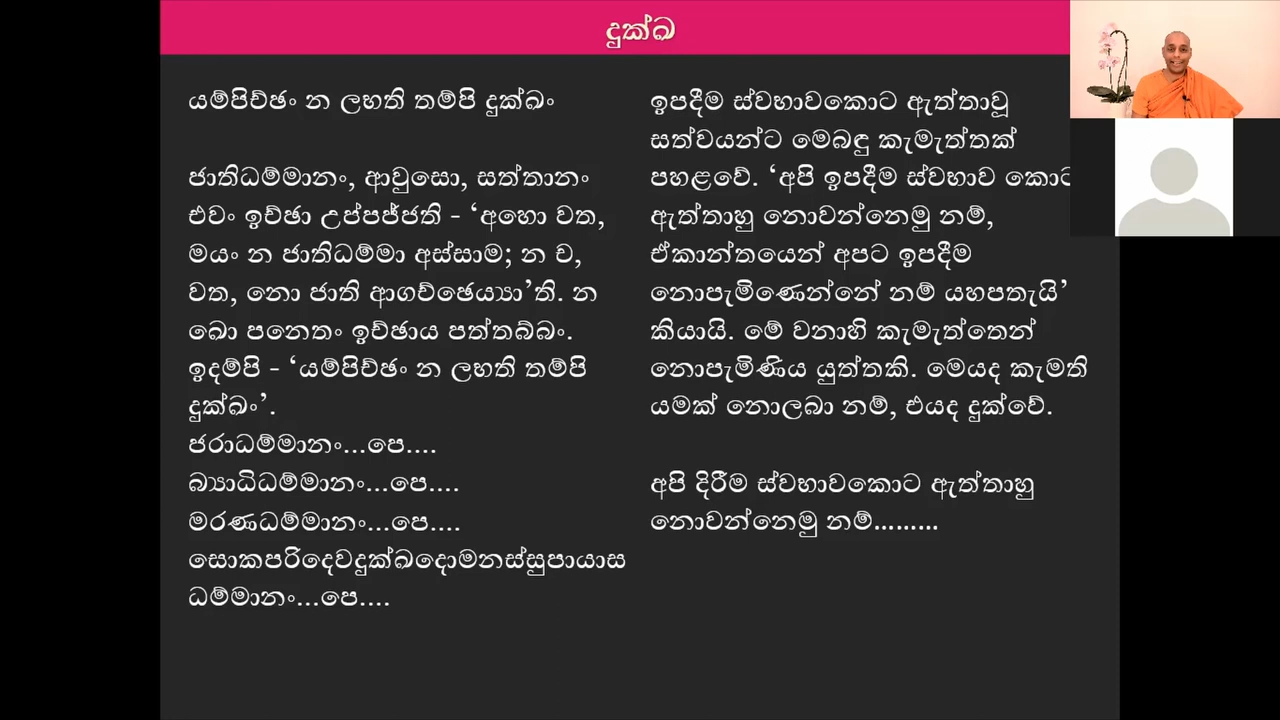 දුක්ඛ
යම්පිච්ඡං න ලභති තම්පි දුක්ඛං
ජාතිධම්මානං, ආවුසො, සත්තානං
එවං ඉච්ඡා උප්පජ්ජති - ‘අහො වත,
මයං න ජාතිධම්මා අස්සාම; න ච,
වත, නො ජාති ආගච්ඡෙය්‍යා’ති. න
ඛො පනෙතං ඉච්ඡාය පත්තබ්බං.
ඉදම්පි - ‘යම්පිච්ඡං න ලභති තම්පි
දුක්ඛං’.
ජරාධම්මානං...පෙ....
බ්‍යාධිධම්මානං...පෙ....
මරණධම්මානං...පෙ....
සොකපරිදෙවදුක්ඛදොමනස්සුපායාස
ධම්මානං...පෙ....
ඉපදීම ස්වභාවකොට ඇත්තාවූ
සත්වයන්ට මෙබඳු කැමැත්තක්
පහළවේ. ‘අපි ඉපදීම ස්වභාව කොට
ඇත්තාහු නොවන්නෙමු නම්,
ඒකාන්තයෙන් අපට ඉපදීම
නොපැමිණෙන්නේ නම් යහපතැයි’
කියායි. මේ වනාහි කැමැත්තෙන්
නොපැමිණිය යුත්තකි. මෙයද කැමති
යමක් නොලබා නම්, එයද දුක්වේ.
අපි දිරීම ස්වභාවකොට ඇත්තාහු
නොවන්නෙමු නම්.........